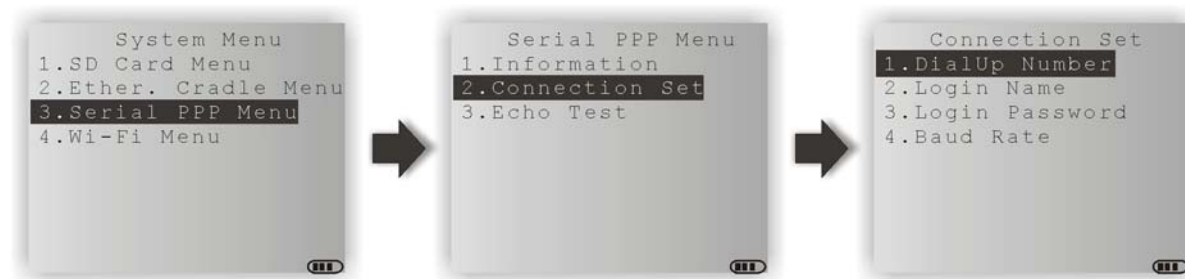 System Menu
1.SD Card Menu
2.Ether. Cradle Menu
3.Serial PPP Menu
4.Wi-Fi Menu
Serial PPP Menu
1.Information
2.Connection Set
3.Echo Test
Connection Set
1.DialUp Number
2.Login Name
3.Login Password
4.Baud Rate